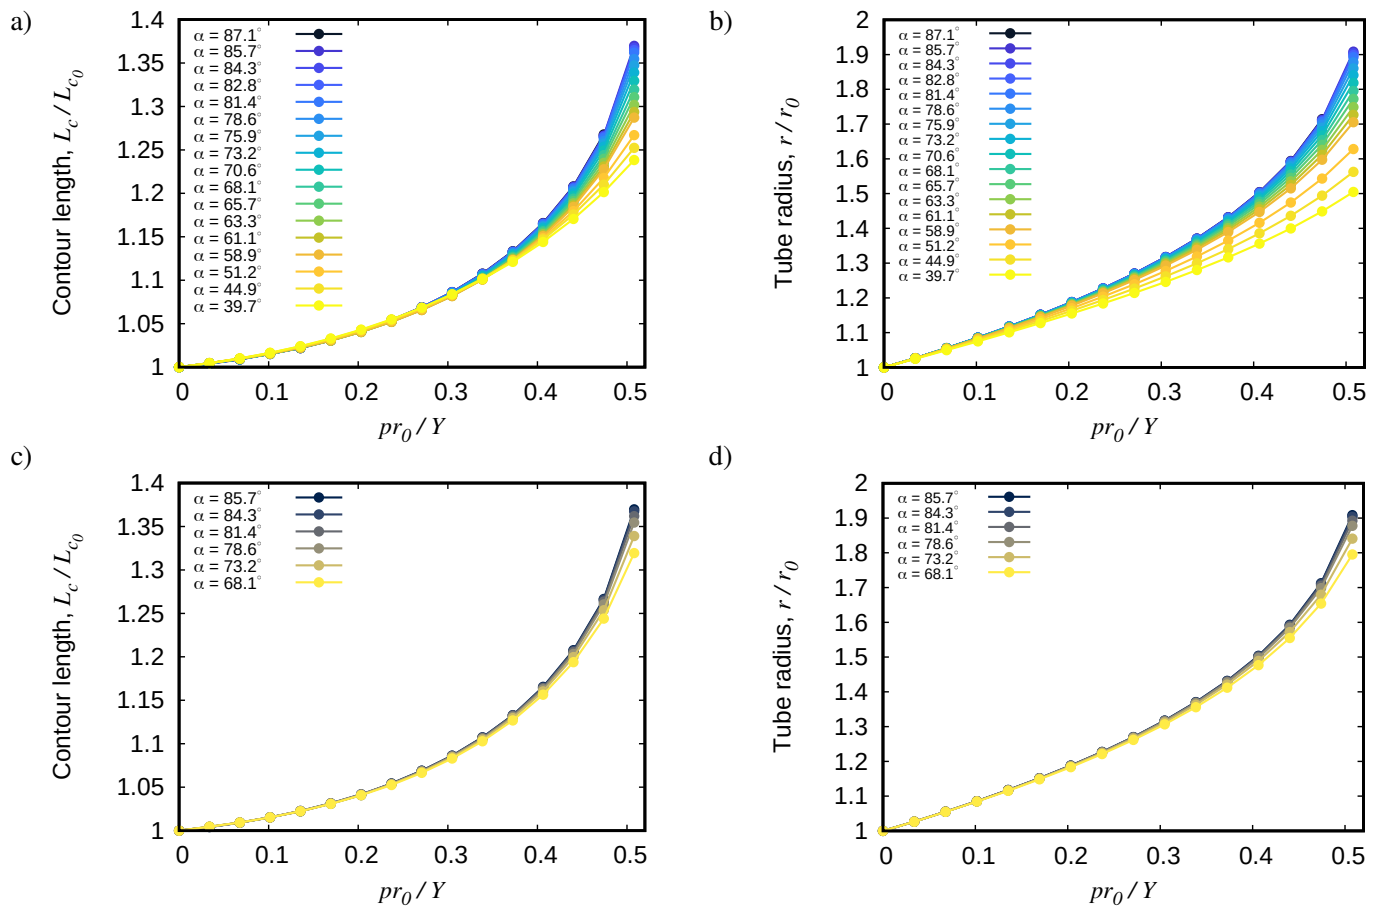 a)
Contour length, L_c / L_c0
1.4
1.35
1.3
1.25
1.2
1.15
1.1
1.05
1
α = 87.1°
α = 85.7°
α = 84.3°
α = 82.8°
α = 81.4°
α = 78.6°
α = 75.9°
α = 73.2°
α = 70.6°
α = 68.1°
α = 65.7°
α = 63.3°
α = 61.1°
α = 58.9°
α = 51.2°
α = 44.9°
α = 39.7°
0 0.1 0.2 0.3 0.4 0.5
pr_0 / Y
b)
Tube radius, r / r_0
2
1.9
1.8
1.7
1.6
1.5
1.4
1.3
1.2
1.1
1
α = 87.1°
α = 85.7°
α = 84.3°
α = 82.8°
α = 81.4°
α = 78.6°
α = 75.9°
α = 73.2°
α = 70.6°
α = 68.1°
α = 65.7°
α = 63.3°
α = 61.1°
α = 58.9°
α = 51.2°
α = 44.9°
α = 39.7°
0 0.1 0.2 0.3 0.4 0.5
pr_0 / Y
c)
Contour length, L_c / L_c0
1.4
1.35
1.3
1.25
1.2
1.15
1.1
1.05
1
α = 85.7°
α = 84.3°
α = 81.4°
α = 78.6°
α = 73.2°
α = 68.1°
0 0.1 0.2 0.3 0.4 0.5
pr_0 / Y
d)
Tube radius, r / r_0
2
1.9
1.8
1.7
1.6
1.5
1.4
1.3
1.2
1.1
1
α = 85.7°
α = 84.3°
α = 81.4°
α = 78.6°
α = 73.2°
α = 68.1°
0 0.1 0.2 0.3 0.4 0.5
pr_0 / Y